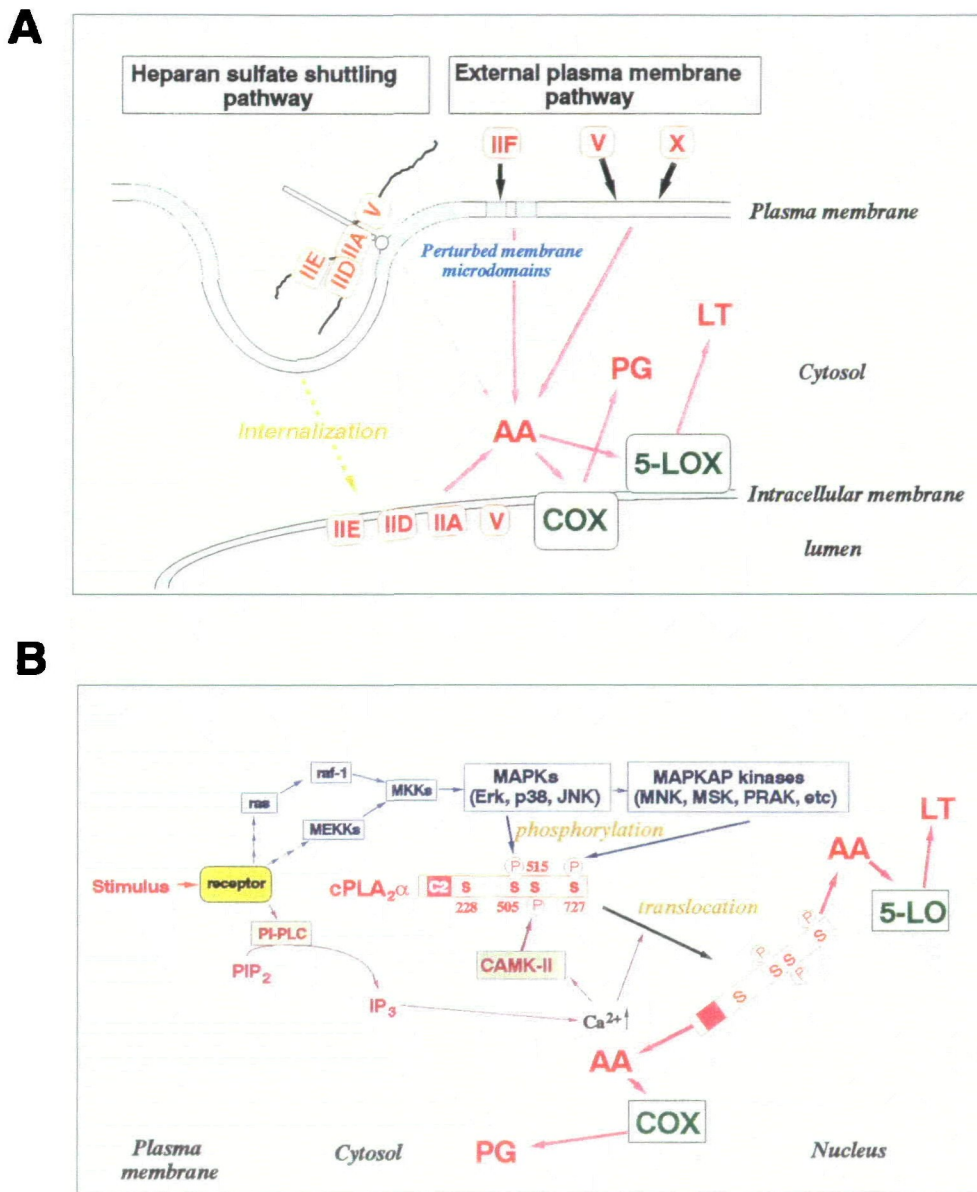 A
Heparan sulfate shuttling
pathway
External plasma membrane
pathway
IIF
V
X
V
IIA
IID
IIE
Plasma membrane
Perturbed membrane
microdomains
LT
PG
Cytosol
Internalization
AA
5-LOX
Intracellular membrane
IIE
IID
IIA
V
COX
lumen
B
raf-1
ras
MEKKs
MKKs
MAPKs
(Erk, p38, JNK)
MAPKAP kinases
(MNK, MSK, PRAK, etc)
phosphorylation
LT
AA
Stimulus
receptor
P 515 P
cPLA₂α
C2
S S S S
228 505 P 727
translocation
5-LO
P P
S
S S P
S
PI-PLC
PIP₂
CAMK-II
IP₃
Ca²⁺
AA
COX
PG
Plasma
membrane
Cytosol
Nucleus